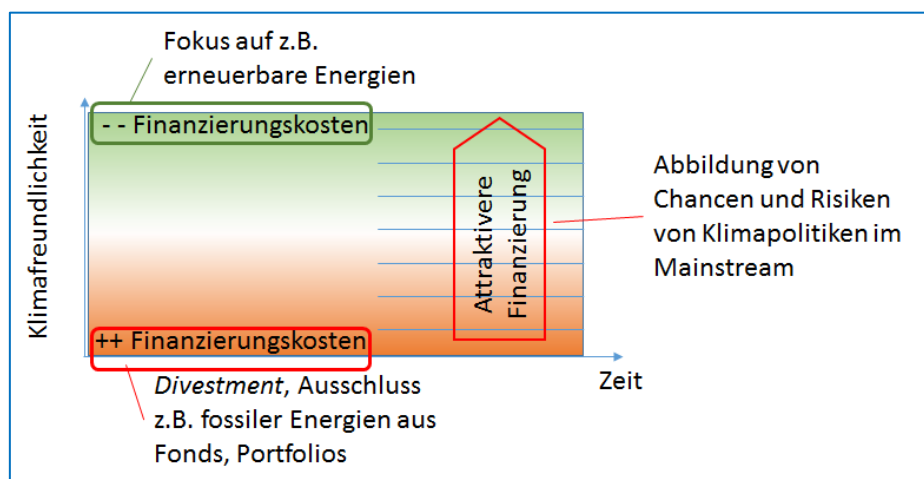 Fokus auf z.B.
erneuerbare Energien
Klimafreundlichkeit
- - Finanzierungskosten
Attraktivere
Finanzierung
Abbildung von
Chancen und Risiken
von Klimapolitiken im
Mainstream
++ Finanzierungskosten
Zeit
Divestment, Ausschluss
z.B. fossiler Energien aus
Fonds, Portfolios